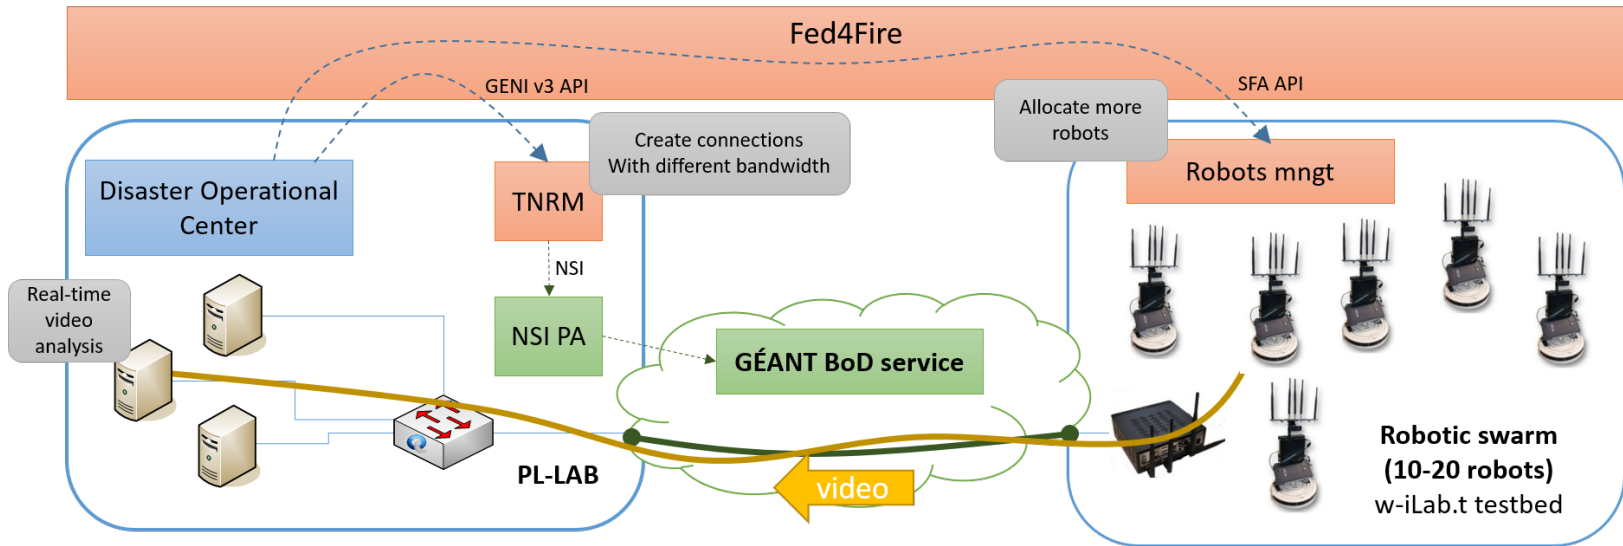 Fed4Fire
GENI v3 API
SFA API
Allocate more
robots
Create connections
With different bandwidth
Disaster Operational
Center
TNRM
Robots mngt
NSI
Real-time
video
analysis
NSI PA
GÉANT BoD service
PL-LAB
video
Robotic swarm
(10-20 robots)
w-iLab.t testbed